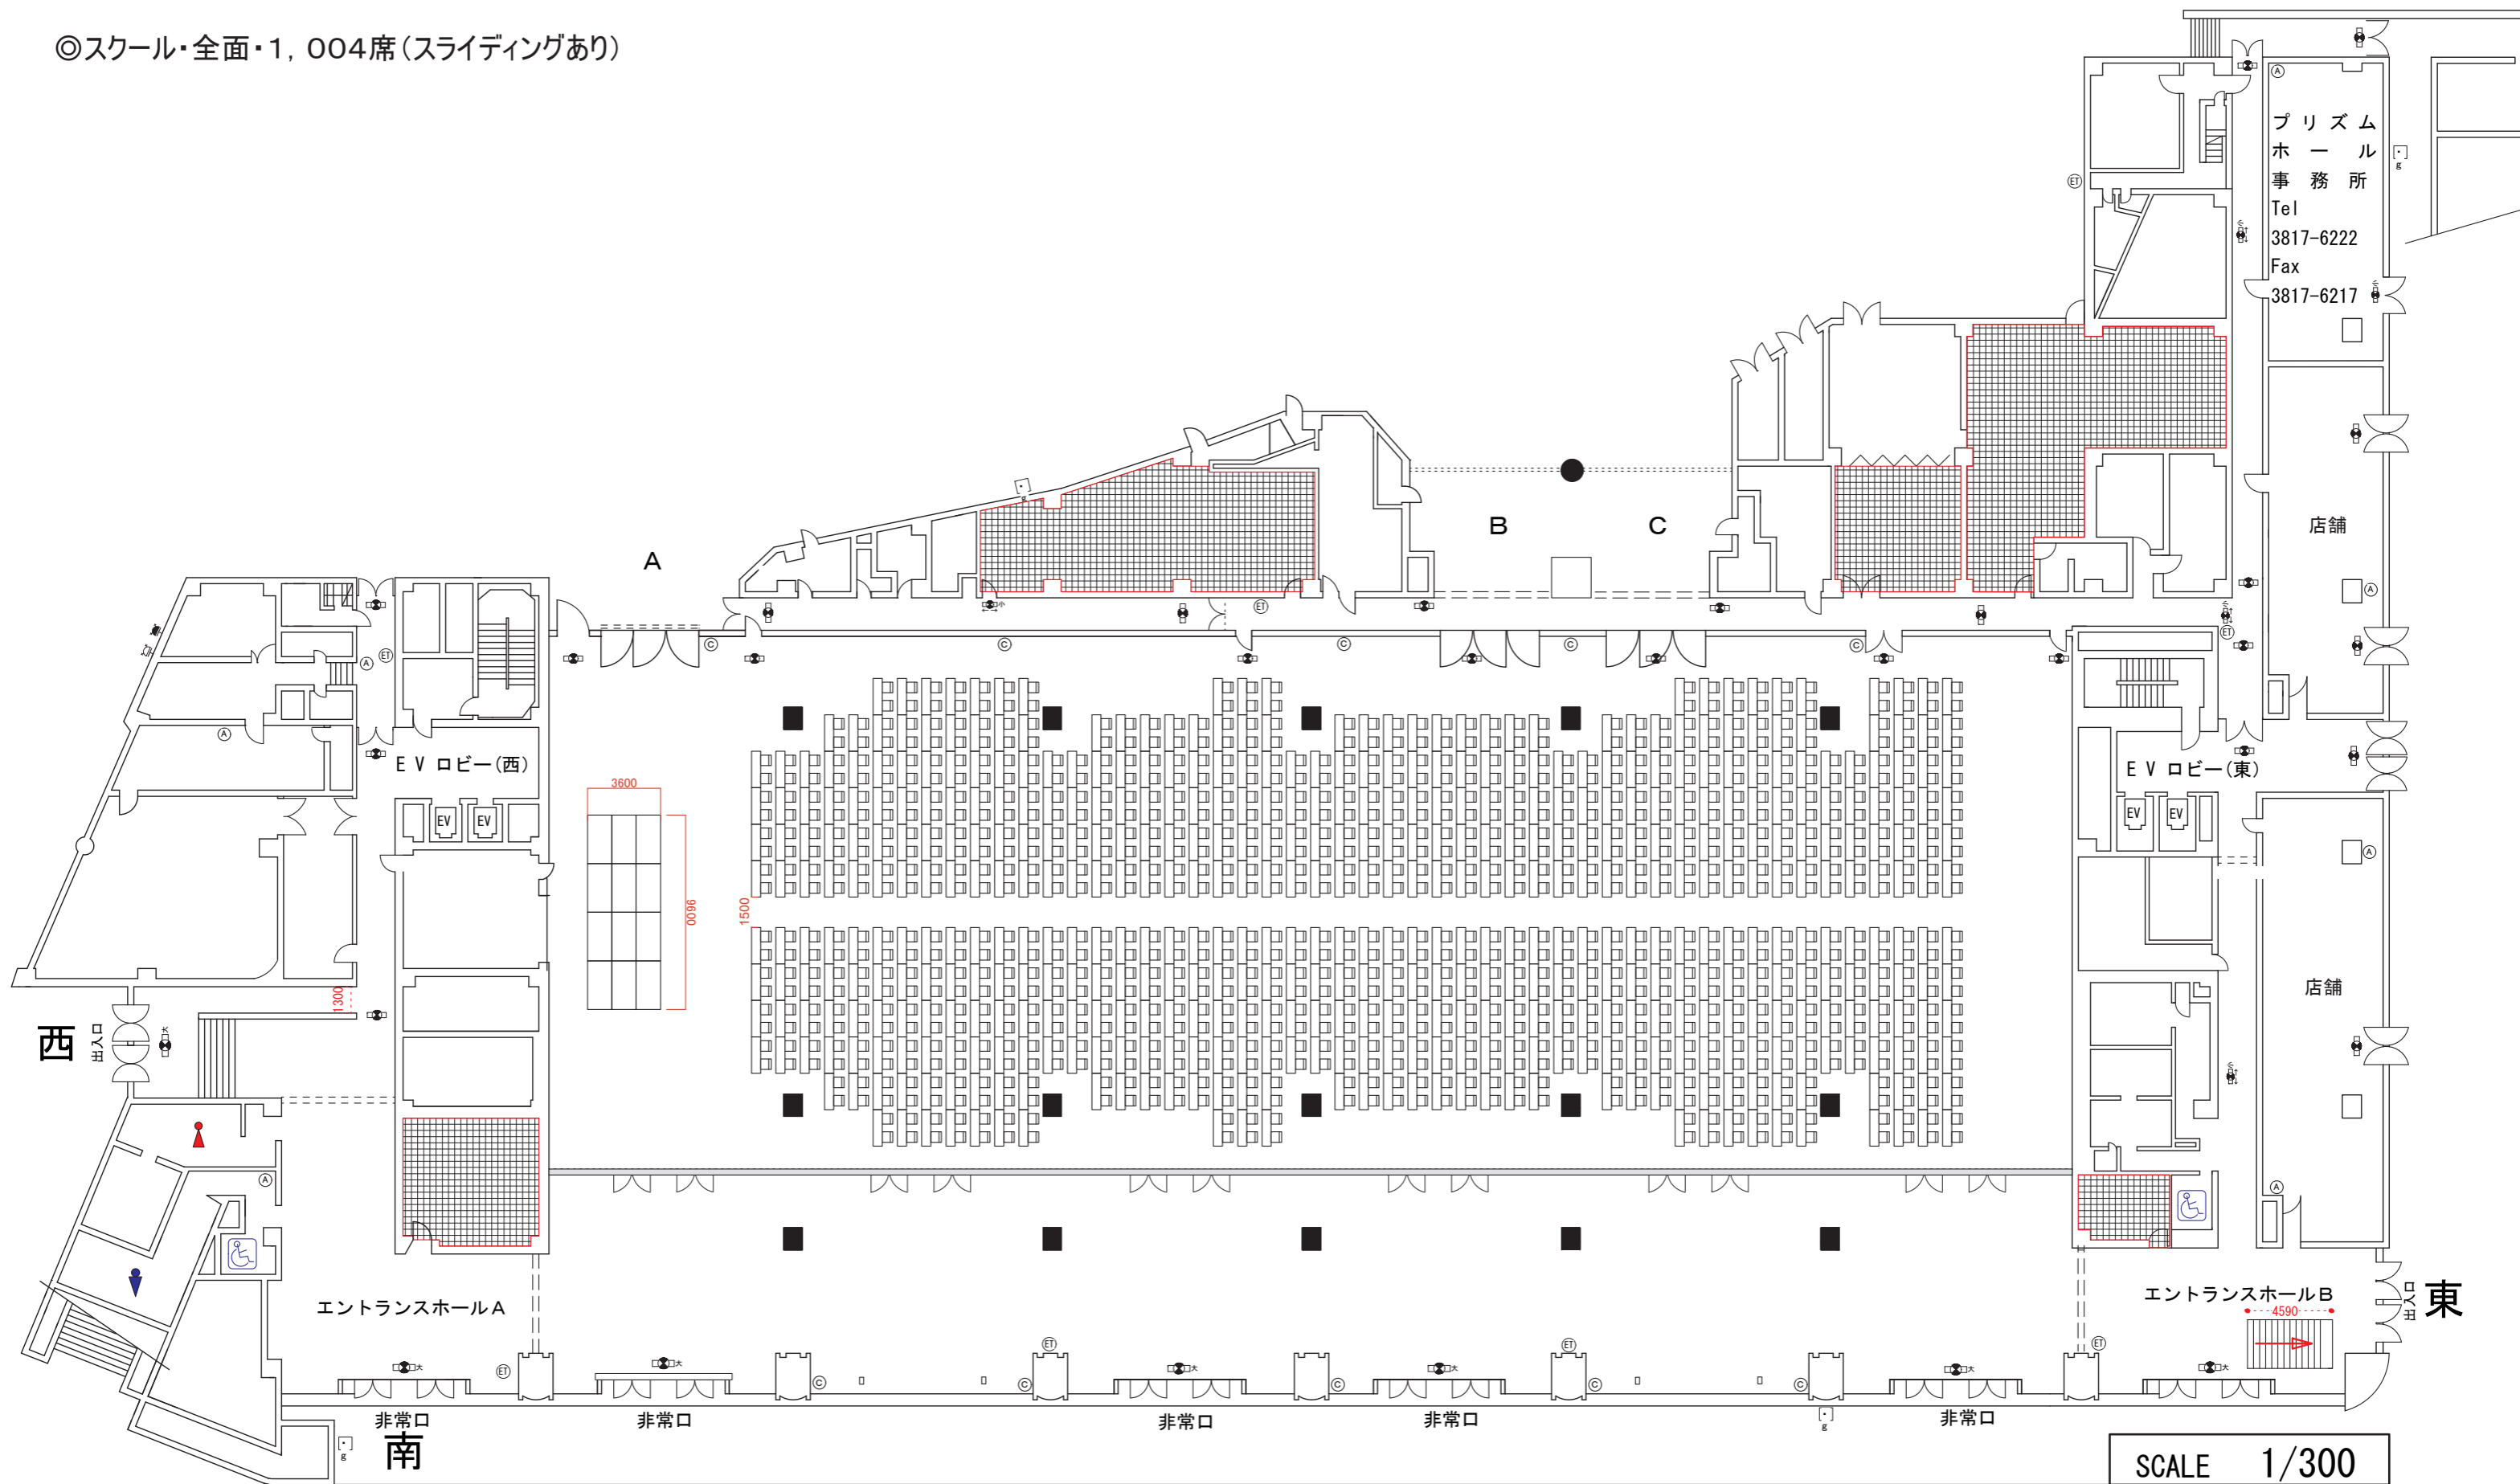 ◎スクール・全面・1，004席（スライディングあり）
プリズム
ホール
事務所
Tel
3817-6222
Fax
3817-6217
A
B
C
店舗
EVロビー(西)
EV
EV
3600
9600
1500
EVロビー(東)
EV
EV
店舗
1300
西
出入口
大
エントランスホールA
エントランスホールB
4590
出入口
東
非常口
非常口
非常口
非常口
非常口
南
SCALE 1/300